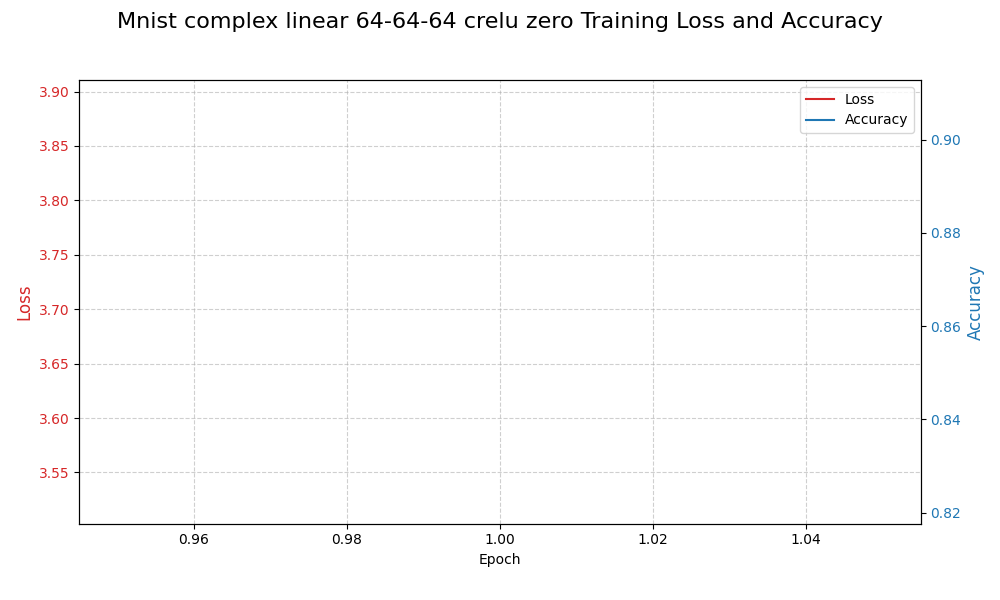 Mnist complex linear 64-64-64 crelu zero Training Loss and Accuracy
Loss
Accuracy
3.90
3.85
3.80
3.75
3.70
3.65
3.60
3.55
Loss
0.90
0.88
0.86
0.84
0.82
Accuracy
0.96 0.98 1.00 1.02 1.04
Epoch